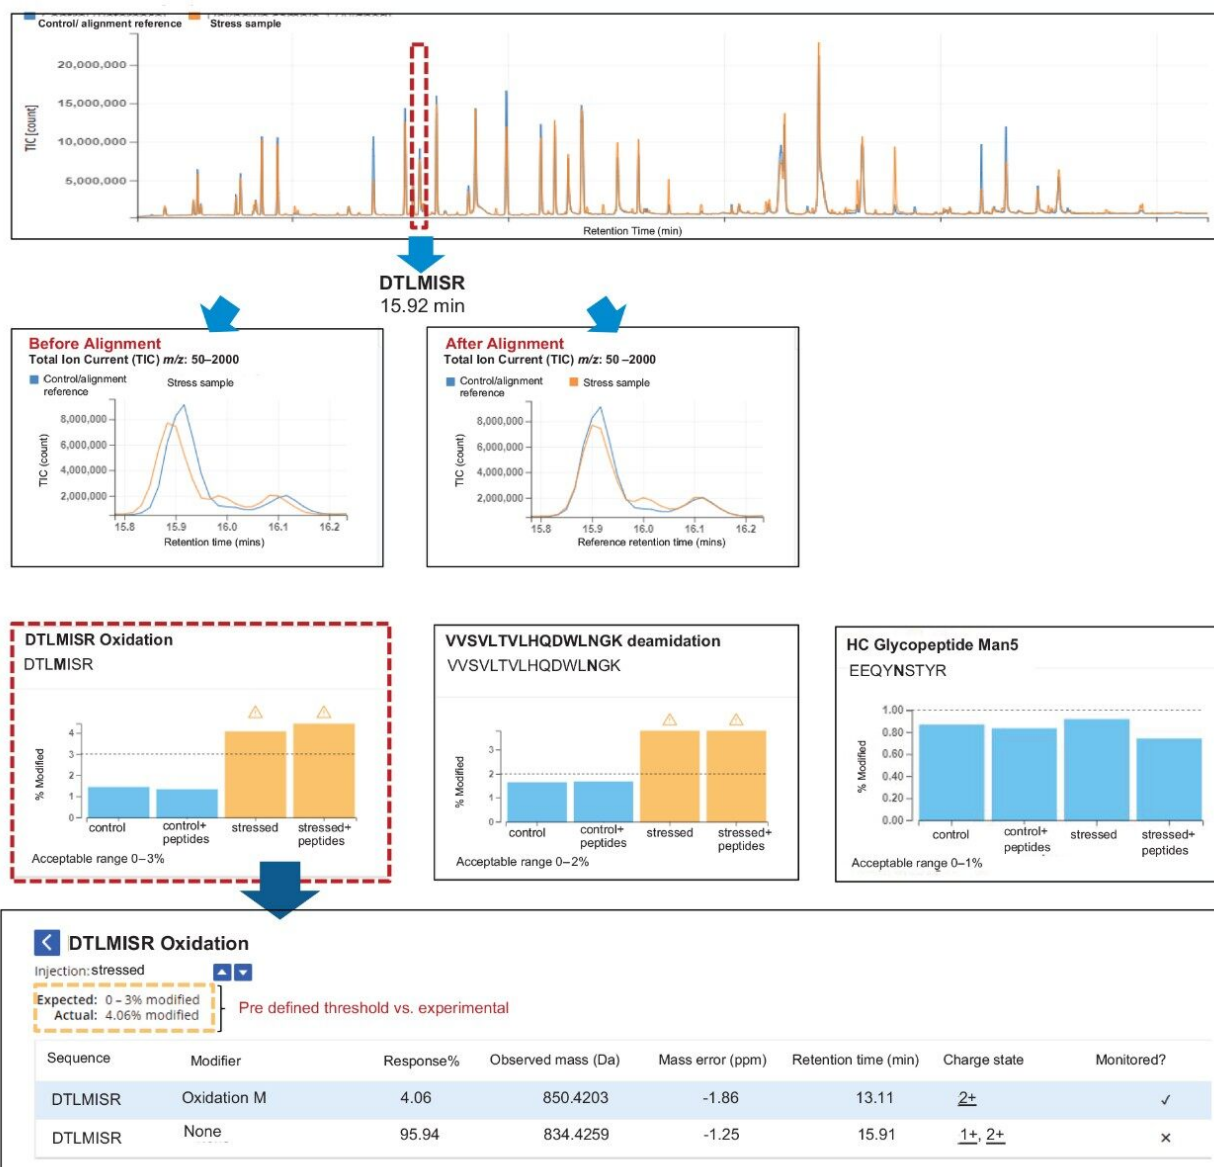 Control/ alignment reference
Stress sample
TIC [count]
20,000,000
15,000,000
10,000,000
5,000,000
Retention Time (min)
DTLMISR
15.92 min
Before Alignment
Total Ion Current (TIC) m/z: 50–2000
Control/alignment
reference
Stress sample
TIC (count)
8,000,000
6,000,000
4,000,000
2,000,000
15.8 15.9 16.0 16.1 16.2
Retention time (mins)
After Alignment
Total Ion Current (TIC) m/z: 50 –2000
Control/alignment
reference
Stress sample
TIC (count)
8,000,000
6,000,000
4,000,000
2,000,000
15.8 15.9 16.0 16.1 16.2
Reference retention time (mins)
DTLMISR Oxidation
DTLMISR
% Modified
4
3
2
1
0
control
control+
peptides
stressed
stressed+
peptides
Acceptable range 0–3%
VVSVLTVLHQDWLNGK deamidation
VVSVLTVLHQDWLNGK
% Modified
3
2
1
0
control
control+
peptides
stressed
stressed+
peptides
Acceptable range 0–2%
HC Glycopeptide Man5
EEQYNSTYR
% Modified
1.00
0.80
0.60
0.40
0.20
0.00
control
control+
peptides
stressed
stressed+
peptides
Acceptable range 0–1%
DTLMISR Oxidation
Injection: stressed
Expected: 0 – 3% modified
Actual: 4.06% modified
Pre defined threshold vs. experimental
Sequence Modifier Response% Observed mass (Da) Mass error (ppm) Retention time (min) Charge state Monitored?
DTLMISR Oxidation M 4.06 850.4203 -1.86 13.11 2+ ✓
DTLMISR None 95.94 834.4259 -1.25 15.91 1+, 2+ ×